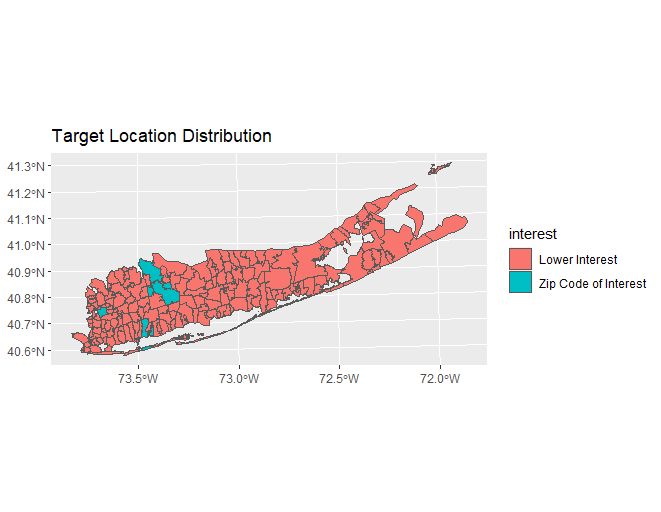 Target Location Distribution
41.3°N
41.2°N
41.1°N
41.0°N
40.9°N
40.8°N
40.7°N
40.6°N
73.5°W
73.0°W
72.5°W
72.0°W
interest
Lower Interest
Zip Code of Interest